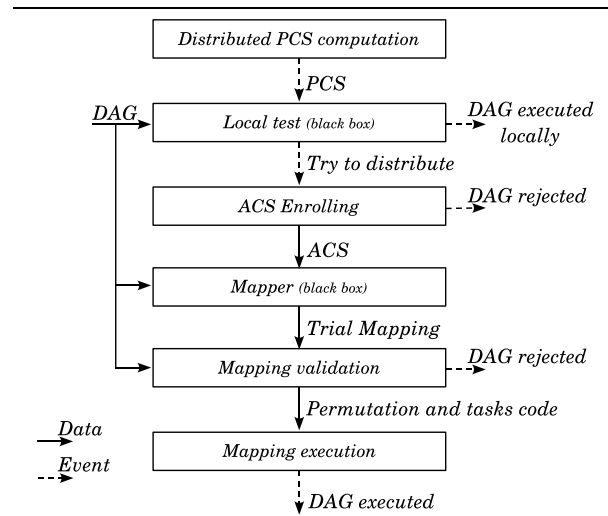 Distributed PCS computation
PCS
DAG
Local test (black box)
DAG executed
locally
Try to distribute
ACS Enrolling
DAG rejected
ACS
Mapper (black box)
Trial Mapping
Mapping validation
DAG rejected
Permutation and tasks code
Data
Mapping execution
Event
DAG executed